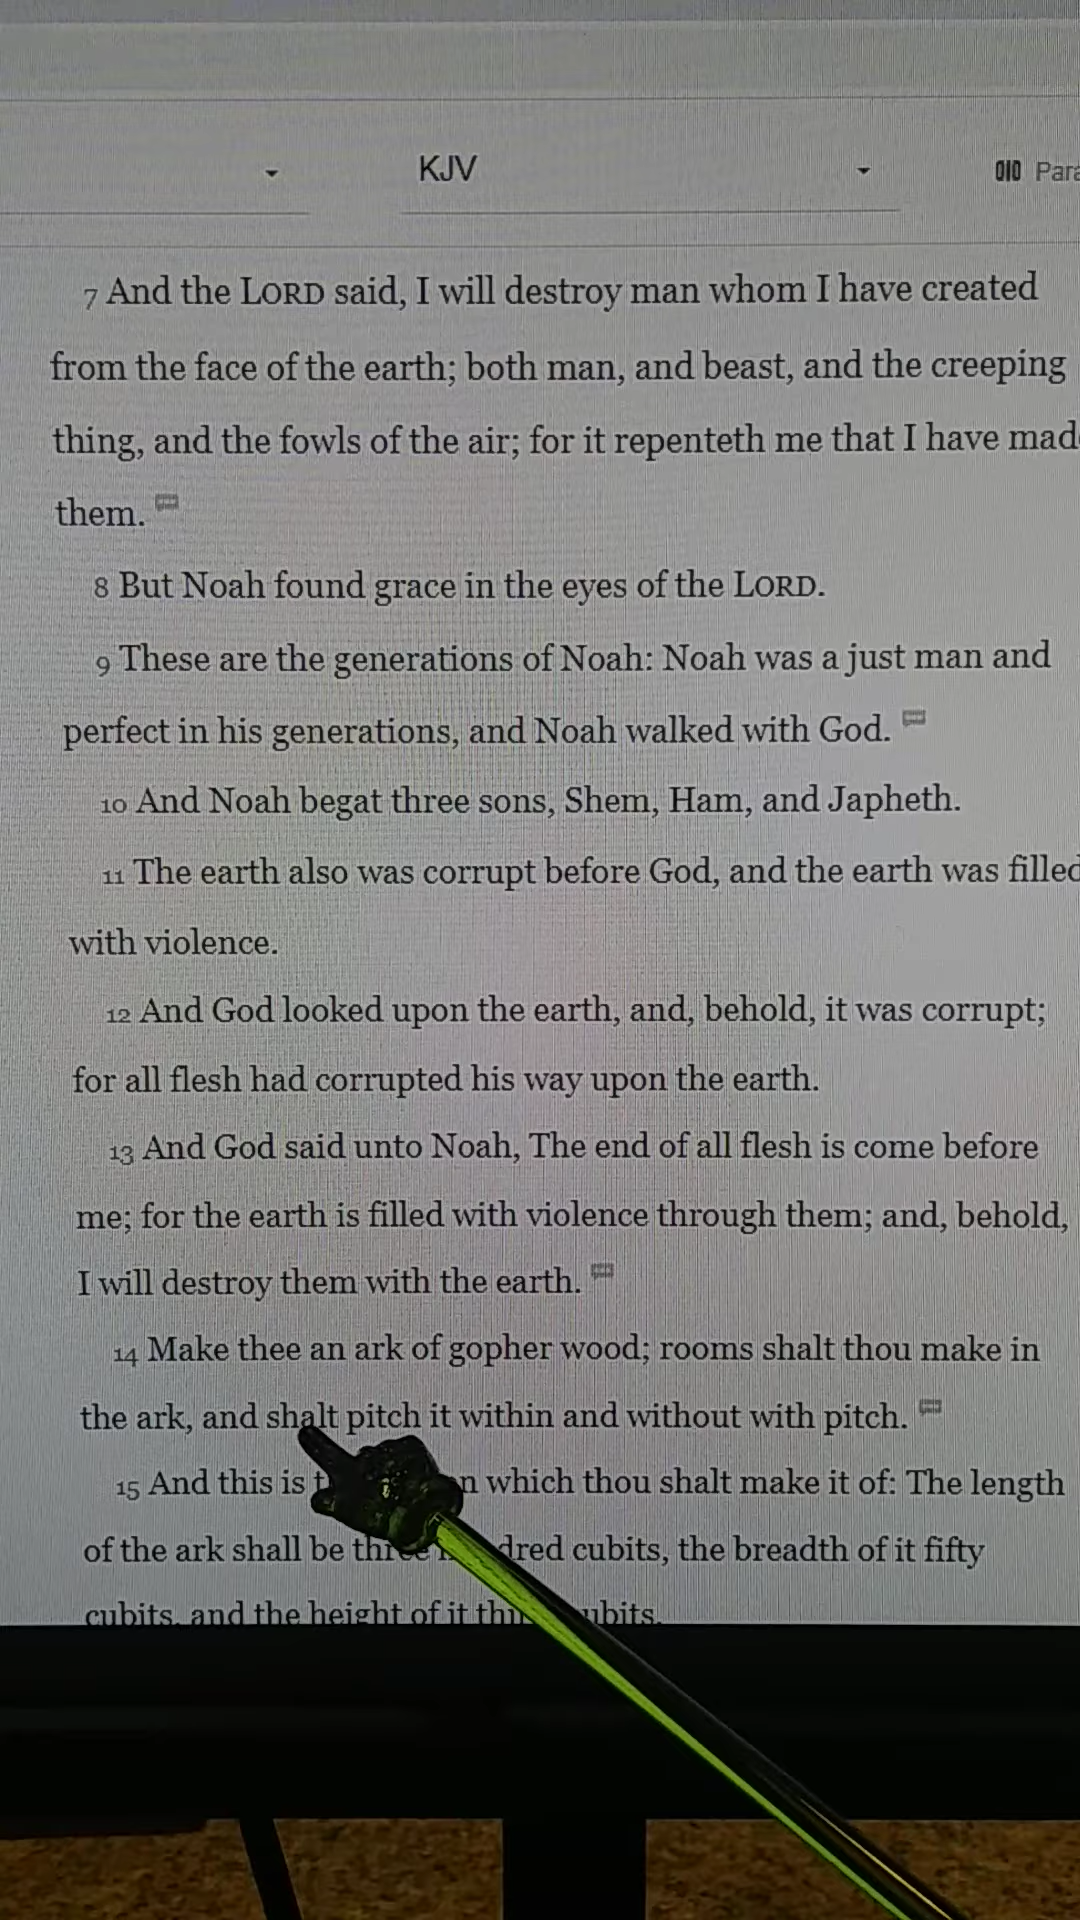 KJV
Para
7 And the LORD said, I will destroy man whom I have created
from the face of the earth; both man, and beast, and the creeping
thing, and the fowls of the air; for it repenteth me that I have mad
them.
8 But Noah found grace in the eyes of the LORD.
9 These are the generations of Noah: Noah was a just man and
perfect in his generations, and Noah walked with God.
10 And Noah begat three sons, Shem, Ham, and Japheth.
11 The earth also was corrupt before God, and the earth was filled
with violence.
12 And God looked upon the earth, and, behold, it was corrupt;
for all flesh had corrupted his way upon the earth.
13 And God said unto Noah, The end of all flesh is come before
me; for the earth is filled with violence through them; and, behold,
I will destroy them with the earth.
14 Make thee an ark of gopher wood; rooms shalt thou make in
the ark, and shalt pitch it within and without with pitch.
15 And this is which thou shalt make it of: The length
of the ark shall be three cubits, the breadth of it fifty
cubits, and the height of it